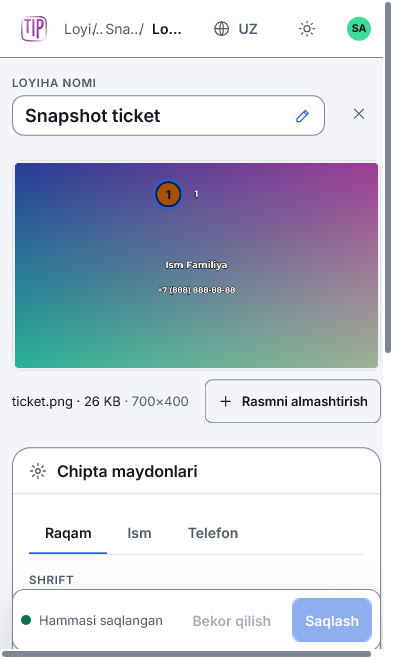 TIP
Loyi/.. Sna../ Lo...
UZ
SA
LOYIHA NOMI
Snapshot ticket
1
1
Ism Familiya
+7 (888) 888-88-88
ticket.png · 26 KB · 700×400
Rasmni almashtirish
Chipta maydonlari
Raqam
Ism
Telefon
SHRIFT
Hammasi saqlangan
Bekor qilish
Saqlash